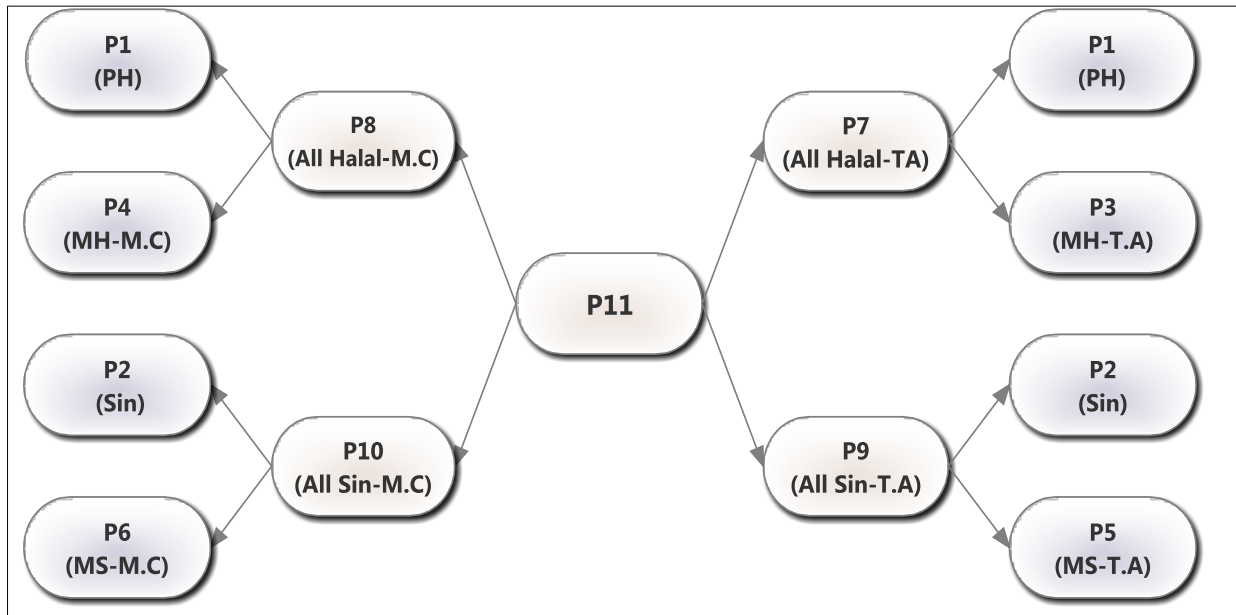 P1
(PH)
P1
(PH)
P8
(All Halal-M.C)
P7
(All Halal-TA)
P4
(MH-M.C)
P3
(MH-T.A)
P11
P2
(Sin)
P2
(Sin)
P10
(All Sin-M.C)
P9
(All Sin-T.A)
P6
(MS-M.C)
P5
(MS-T.A)